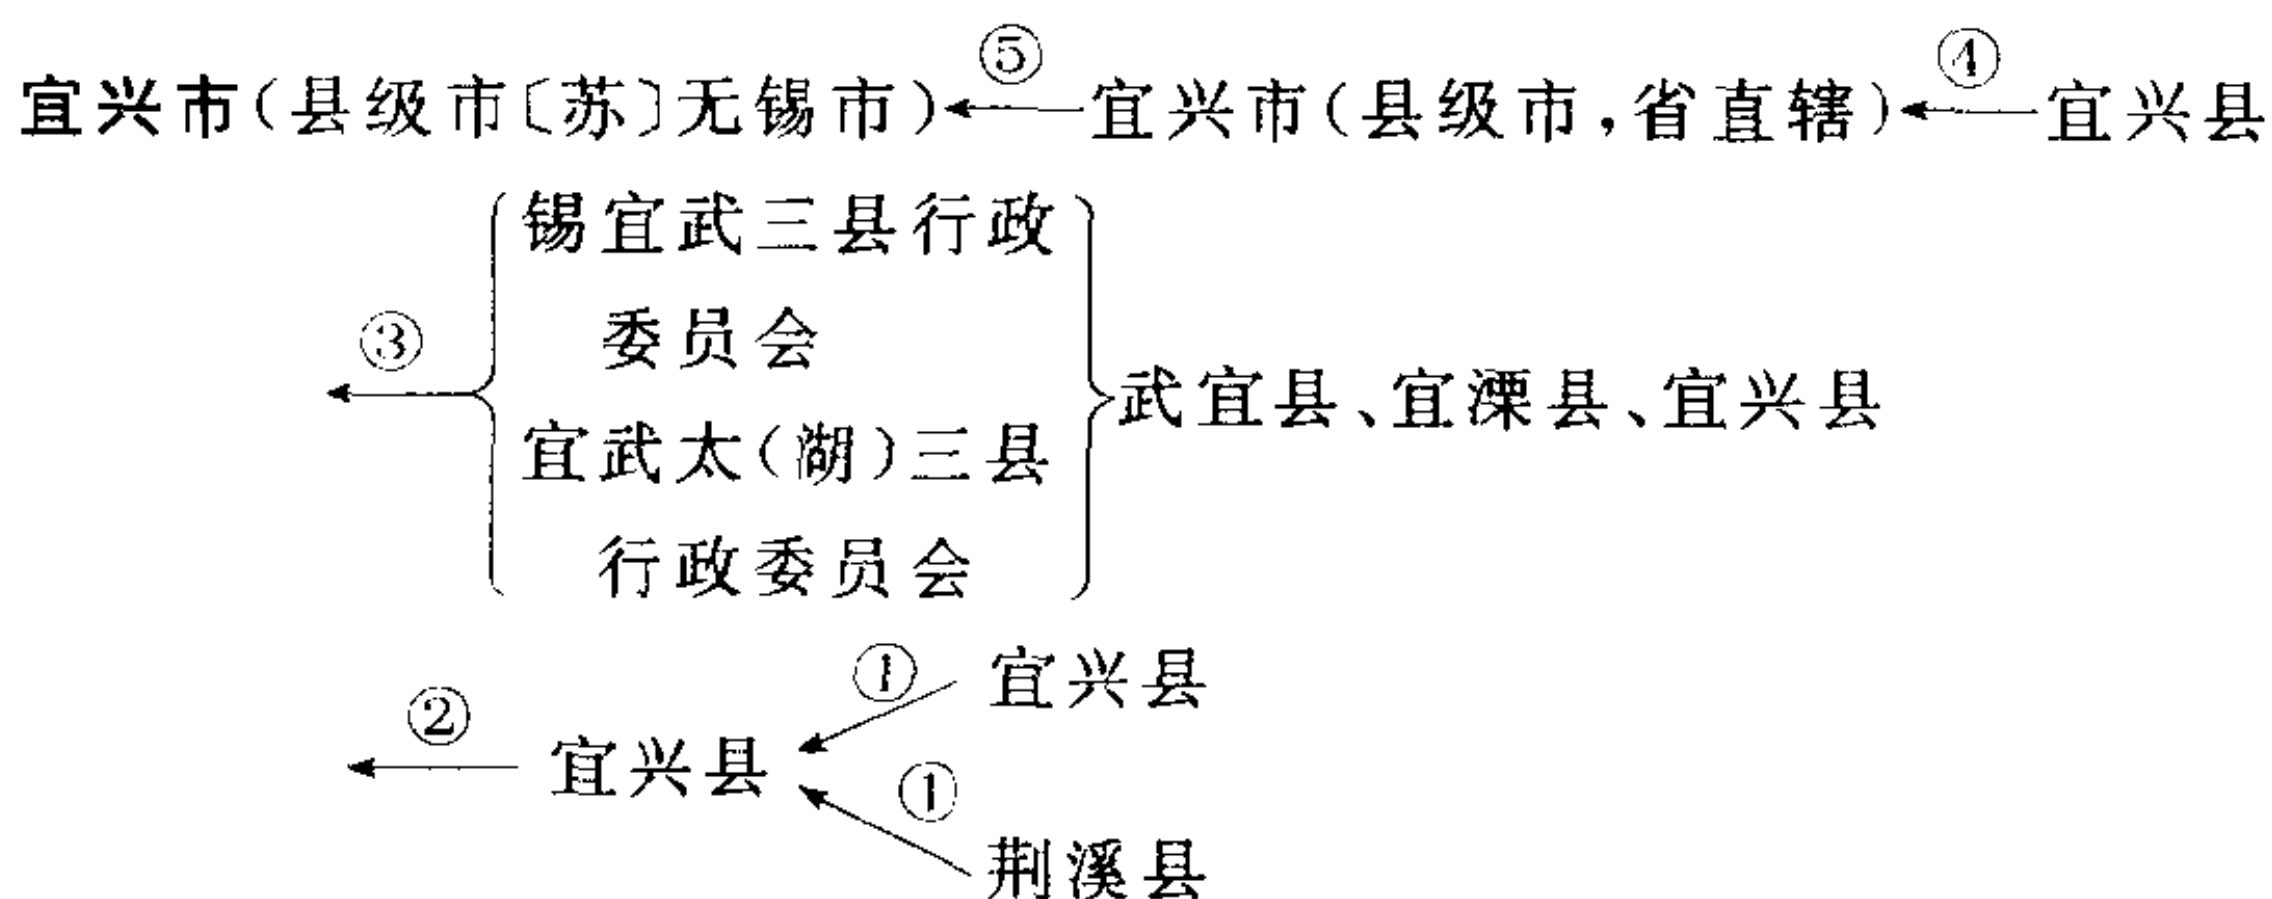 宜兴市(县级市〔苏〕无锡市)←⑤宜兴市(县级市,省直辖)←④宜兴县
锡宜武三县行政
委员会
③
武宜县、宜溧县、宜兴县
宜武太(湖)三县
行政委员会
① 宜兴县
② 宜兴县
①
荆溪县